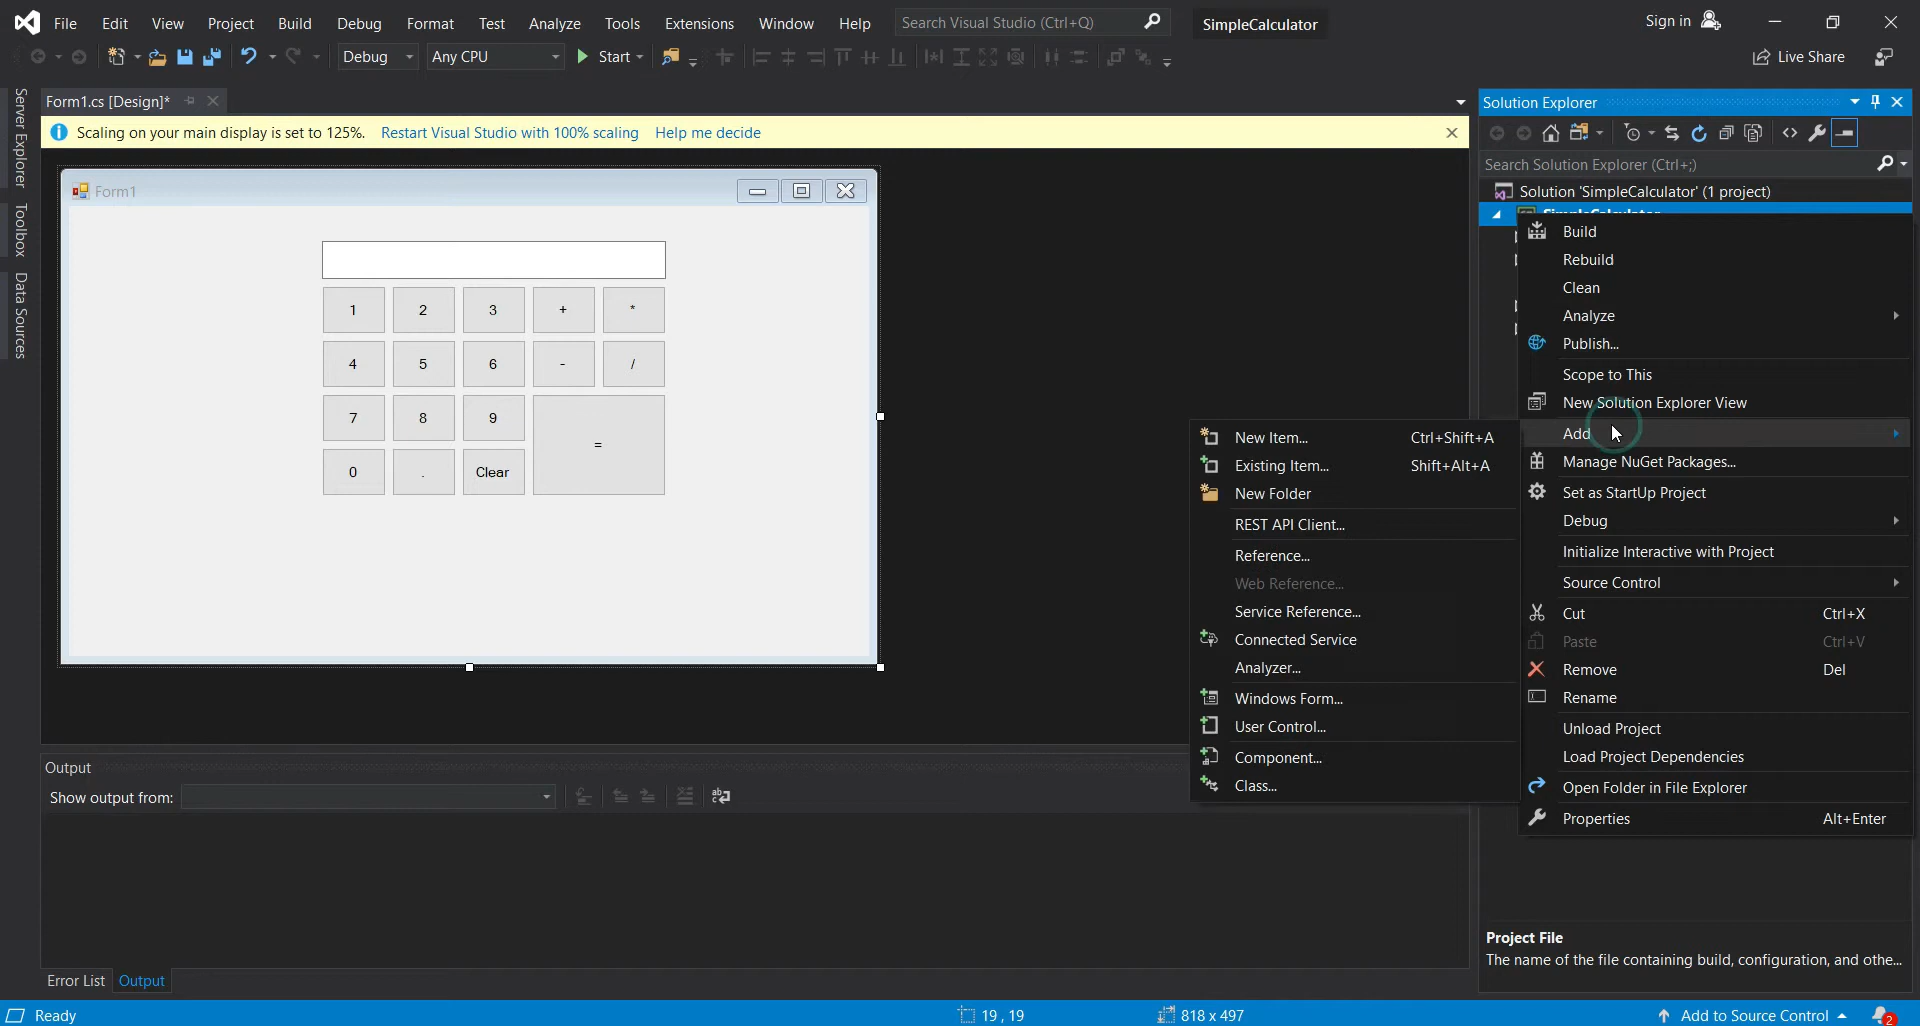 File Edit View Project Build Debug Format Test Analyze Tools Extensions Window Help Search Visual Studio (Ctrl+Q) SimpleCalculator Sign in
Debug Any CPU Start Live Share
Server Explorer
Toolbox
Data Sources
Form1.cs [Design]*
Scaling on your main display is set to 125%. Restart Visual Studio with 100% scaling Help me decide
Form1
1 2 3 + *
4 5 6 - /
7 8 9 =
0 . Clear
Output
Show output from:
Error List Output
Solution Explorer
Search Solution Explorer (Ctrl+;)
Solution 'SimpleCalculator' (1 project)
SimpleCalculator
Build
Rebuild
Clean
Analyze
Publish...
Scope to This
New Solution Explorer View
Add
Manage NuGet Packages...
Set as StartUp Project
Debug
Initialize Interactive with Project
Source Control
Cut Ctrl+X
Paste Ctrl+V
Remove Del
Rename
Unload Project
Load Project Dependencies
Open Folder in File Explorer
Properties Alt+Enter
New Item... Ctrl+Shift+A
Existing Item... Shift+Alt+A
New Folder
REST API Client...
Reference...
Web Reference...
Service Reference...
Connected Service
Analyzer...
Windows Form...
User Control...
Component...
Class...
Project File
The name of the file containing build, configuration, and othe...
Ready 19 , 19 818 x 497 Add to Source Control 2